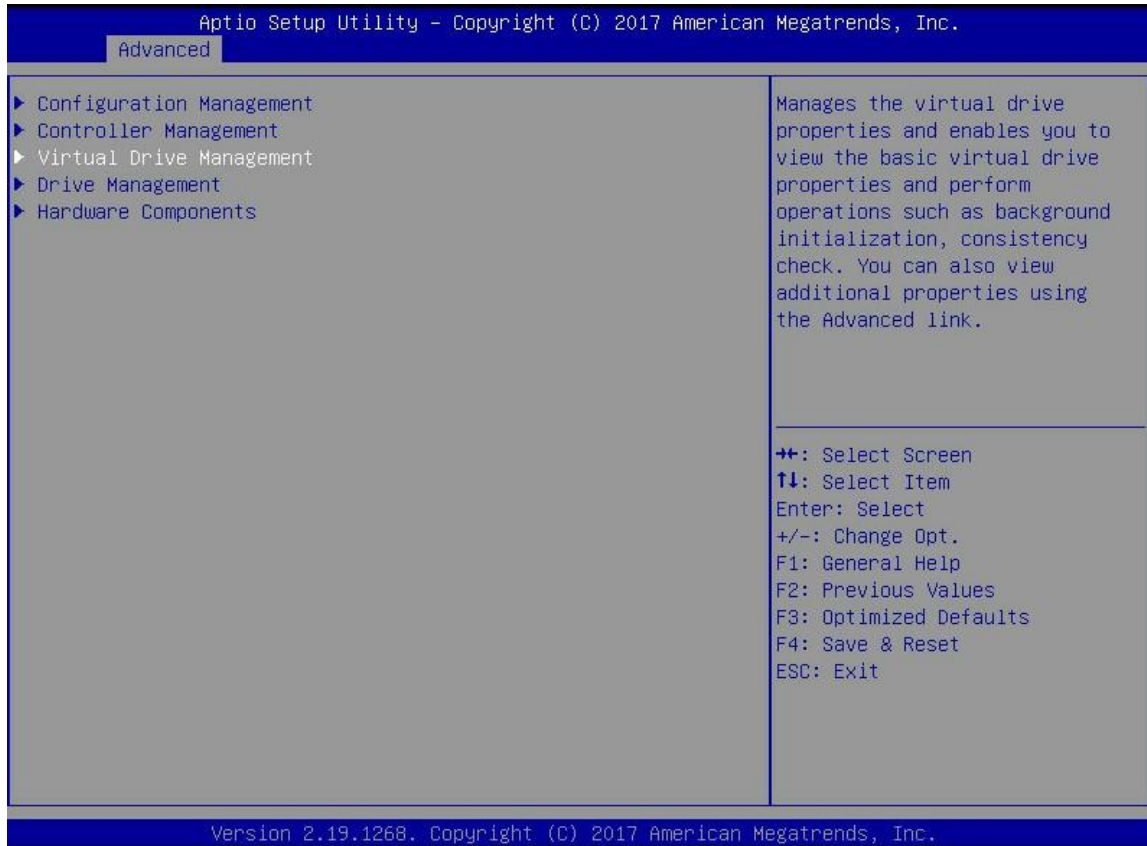 Aptio Setup Utility – Copyright (C) 2017 American Megatrends, Inc.
Advanced
▶ Configuration Management
▶ Controller Management
▶ Virtual Drive Management
▶ Drive Management
▶ Hardware Components
Manages the virtual drive
properties and enables you to
view the basic virtual drive
properties and perform
operations such as background
initialization, consistency
check. You can also view
additional properties using
the Advanced link.
→←: Select Screen
↑↓: Select Item
Enter: Select
+/-: Change Opt.
F1: General Help
F2: Previous Values
F3: Optimized Defaults
F4: Save & Reset
ESC: Exit
Version 2.19.1268. Copyright (C) 2017 American Megatrends, Inc.